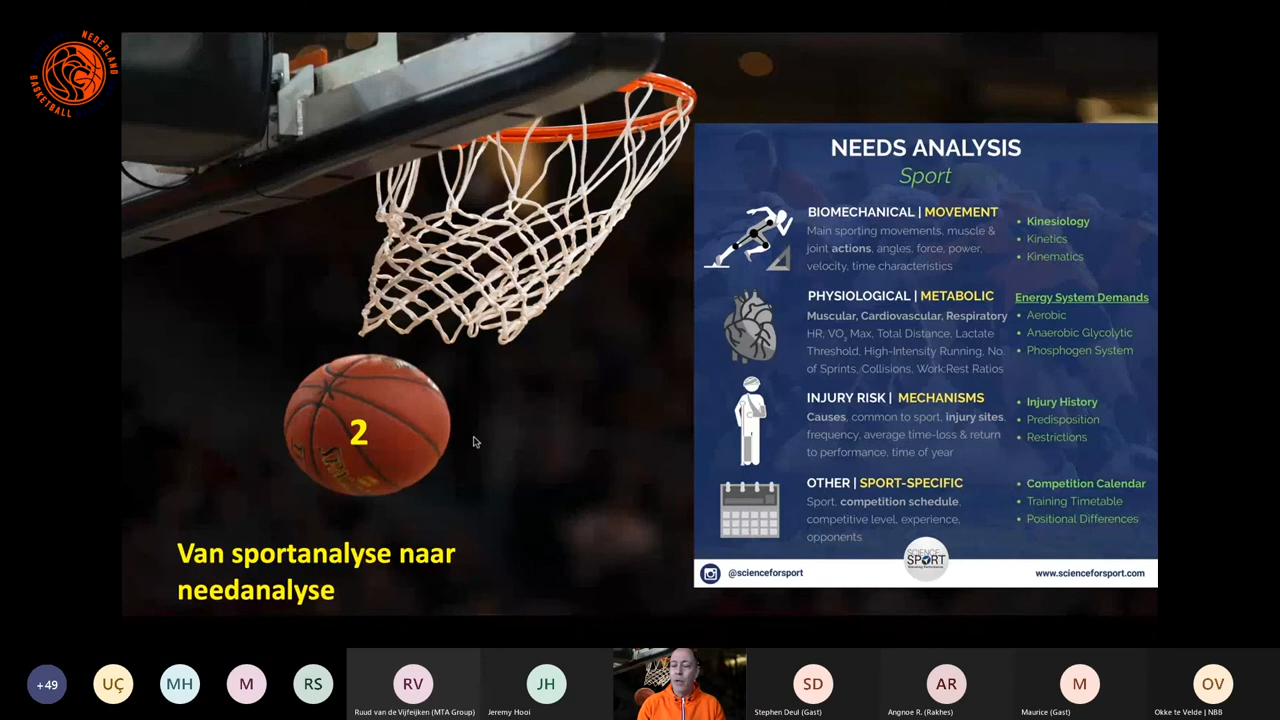 NEDERLAND
BASKETBALL
NEEDS ANALYSIS
Sport
BIOMECHANICAL | MOVEMENT
Main sporting movements, muscle &
joint actions, angles, force, power,
velocity, time characteristics
• Kinesiology
• Kinetics
• Kinematics
PHYSIOLOGICAL | METABOLIC
Muscular, Cardiovascular, Respiratory
HR, VO2 Max, Total Distance, Lactate
Threshold, High-Intensity Running, No.
of Sprints, Collisions, Work:Rest Ratios
Energy System Demands
• Aerobic
• Anaerobic Glycolytic
• Phosphogen System
INJURY RISK | MECHANISMS
Causes, common to sport, injury sites,
frequency, average time-loss & return
to performance, time of year
• Injury History
• Predisposition
• Restrictions
OTHER | SPORT-SPECIFIC
Sport, competition schedule,
competitive level, experience,
opponents
• Competition Calendar
• Training Timetable
• Positional Differences
SCIENCE
SPORT
@scienceforsport
www.scienceforsport.com
2
Van sportanalyse naar
needanalyse
+49
UÇ
MH
M
RS
RV
Ruud van de Vijfeijken (MTA Group)
JH
Jeremy Hooi
SD
Stephen Deul (Gast)
AR
Angnoe R. (Rakhes)
M
Maurice (Gast)
OV
Okke te Velde | NBB